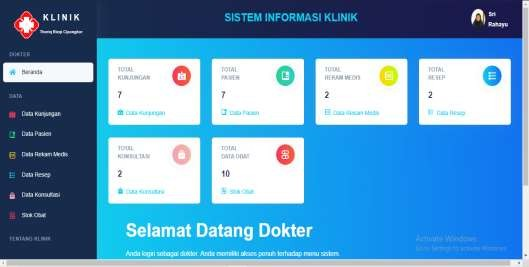 KLINIK
SISTEM INFORMASI KLINIK
Sri
Rahayu
DOKTER
Beranda
DATA
Data Kunjungan
Data Pasien
Data Rekam Medis
Data Resep
Data Konsultasi
Stok Obat
TENTANG KLINIK
TOTAL
KUNJUNGAN
7
Data Kunjungan
TOTAL
PASIEN
7
Data Pasien
TOTAL
REKAM MEDIS
2
Data Rekam Medis
TOTAL
RESEP
2
Data Resep
TOTAL
KONSULTASI
2
Data Konsultasi
TOTAL
DATA OBAT
10
Stok Obat
Selamat Datang Dokter
Anda login sebagai dokter. Anda memiliki akses penuh terhadap menu sistem.
Activate Windows
Go to Settings to activate Windows.